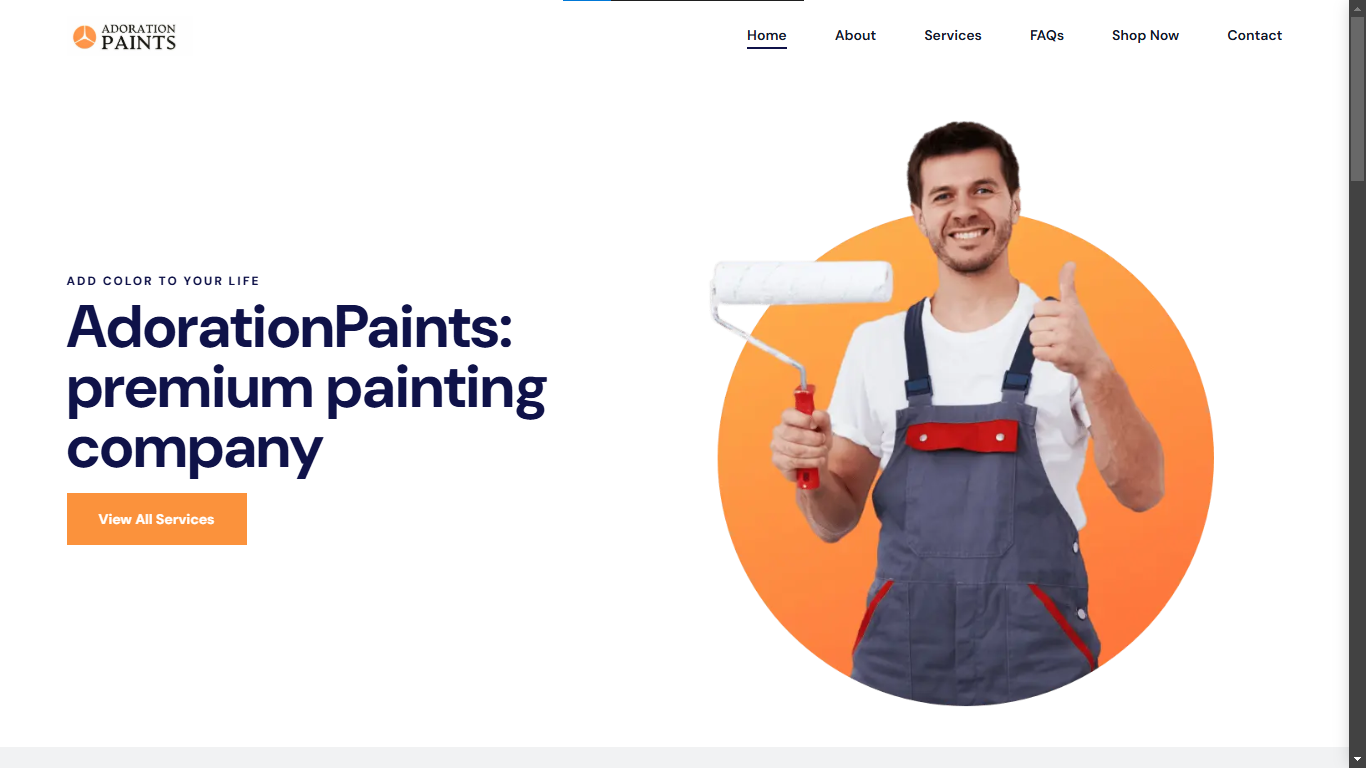 ADORATION
PAINTS
Home About Services FAQs Shop Now Contact
ADD COLOR TO YOUR LIFE
AdorationPaints:
premium painting
company
View All Services